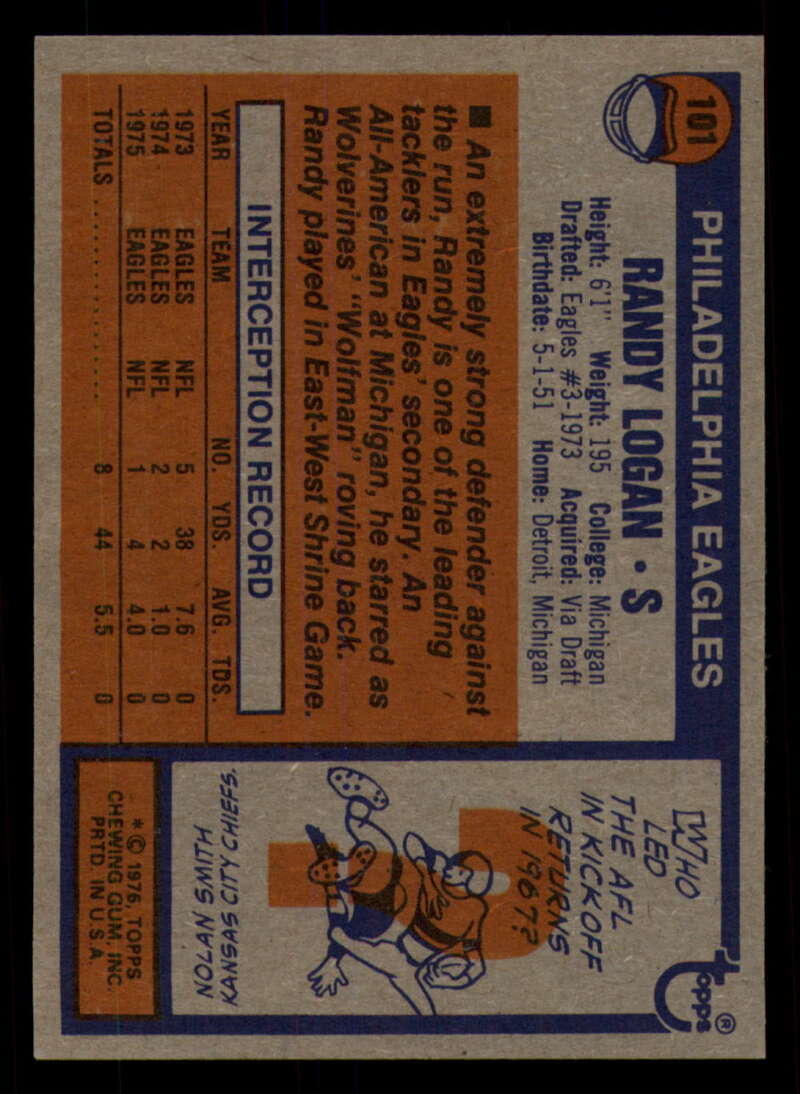 101
PHILADELPHIA EAGLES
RANDY LOGAN • S
Height: 6'1" Weight: 195 College: Michigan
Drafted: Eagles #3-1973 Acquired: Via Draft
Birthdate: 5-1-51 Home: Detroit, Michigan
■ An extremely strong defender against
the run, Randy is one of the leading
tacklers in Eagles' secondary. An
All-American at Michigan, he starred as
Wolverines' "Wolfman" roving back.
Randy played in East-West Shrine Game.
INTERCEPTION RECORD
YEAR TEAM NO. YDS. AVG. TDS.
1973 EAGLES NFL 5 38 7.6 0
1974 EAGLES NFL 2 2 1.0 0
1975 EAGLES NFL 1 4 4.0 0
TOTALS .................... 8 44 5.5 0
topps®
WHO
LED
THE AFL
IN KICKOFF
RETURNS
IN 1967?
NOLAN SMITH
KANSAS CITY CHIEFS.
*© 1976, TOPPS
CHEWING GUM, INC.
PRTD. IN U.S.A.